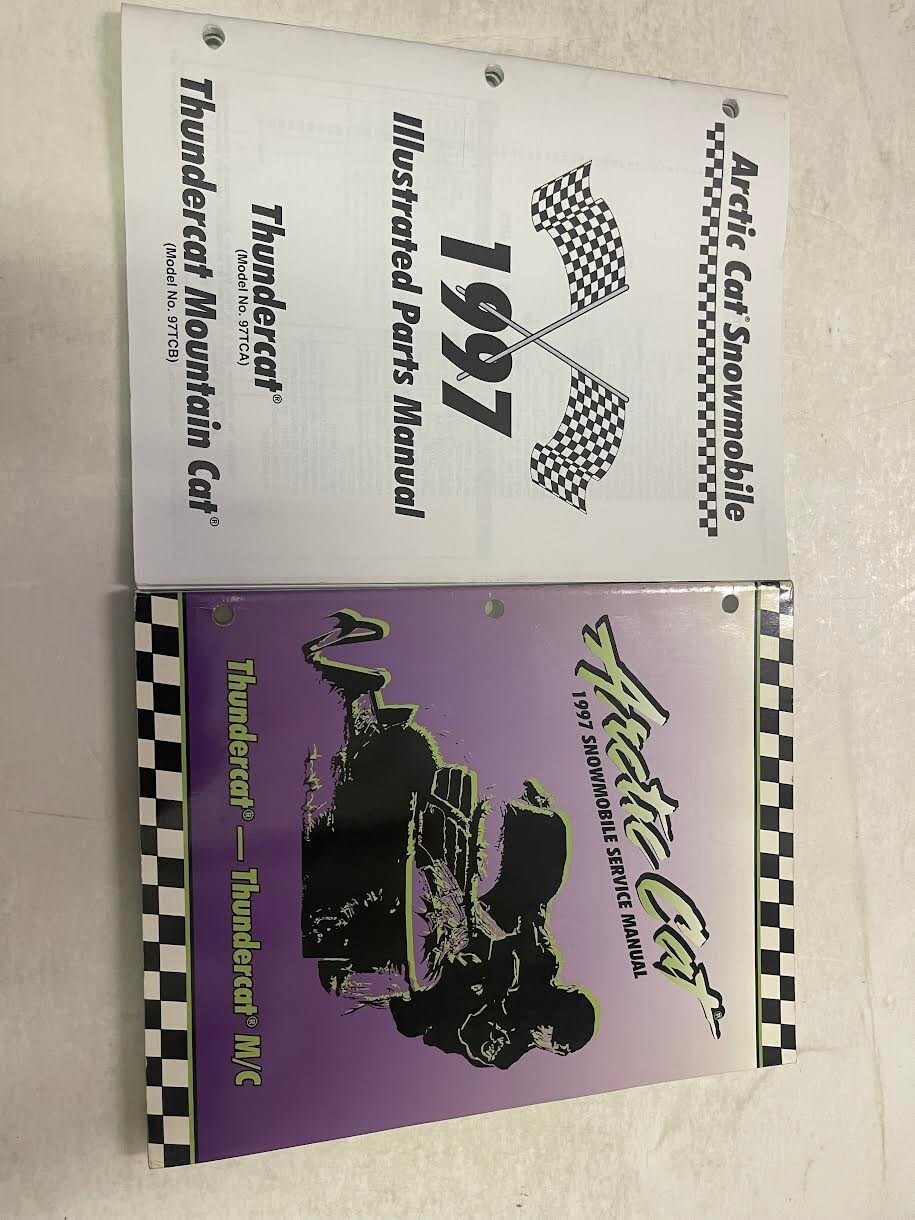 Arctic Cat® Snowmobile
1997
Illustrated Parts Manual
Thundercat®
(Model No. 97TCA)
Thundercat Mountain Cat®
(Model No. 97TCB)
Arctic Cat®
1997 SNOWMOBILE SERVICE MANUAL
Thundercat® — Thundercat® M/C